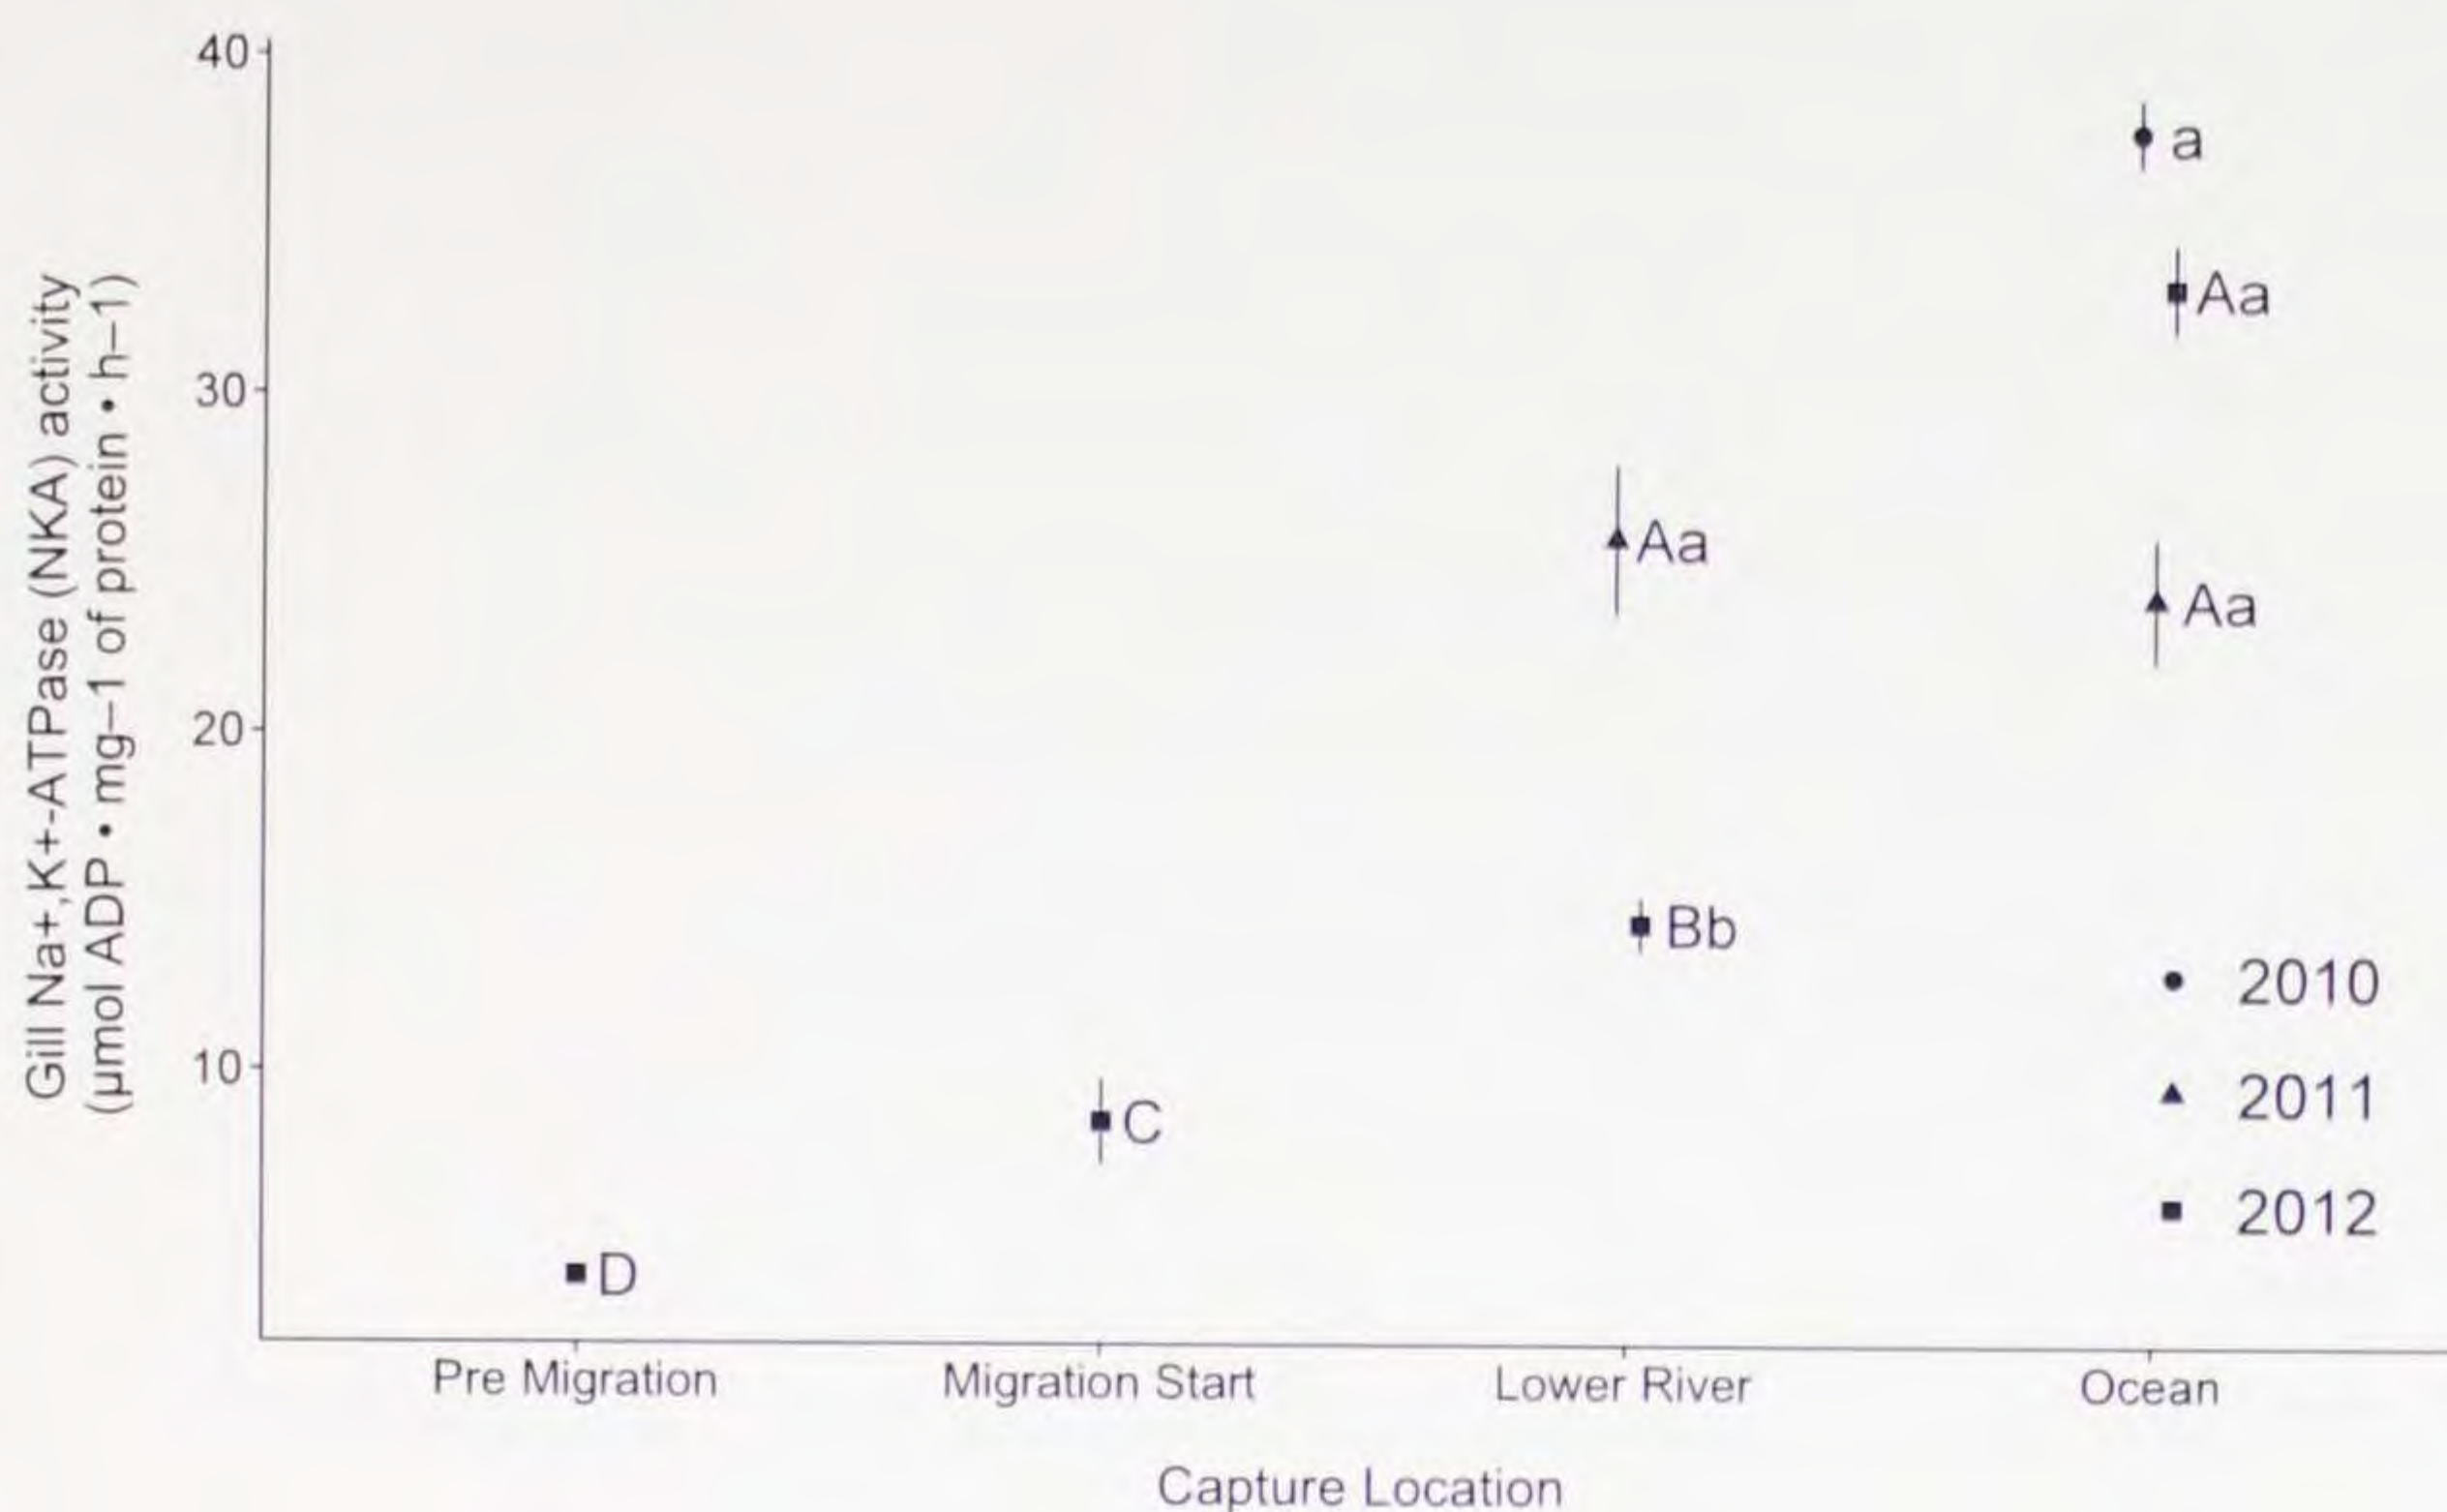 Gill Na+,K+-ATPase (NKA) activity
(µmol ADP • mg–1 of protein • h–1)
40
30
20
10
a
Aa
Aa
Aa
Bb
C
D
2010
2011
2012
Pre Migration
Migration Start
Lower River
Ocean
Capture Location